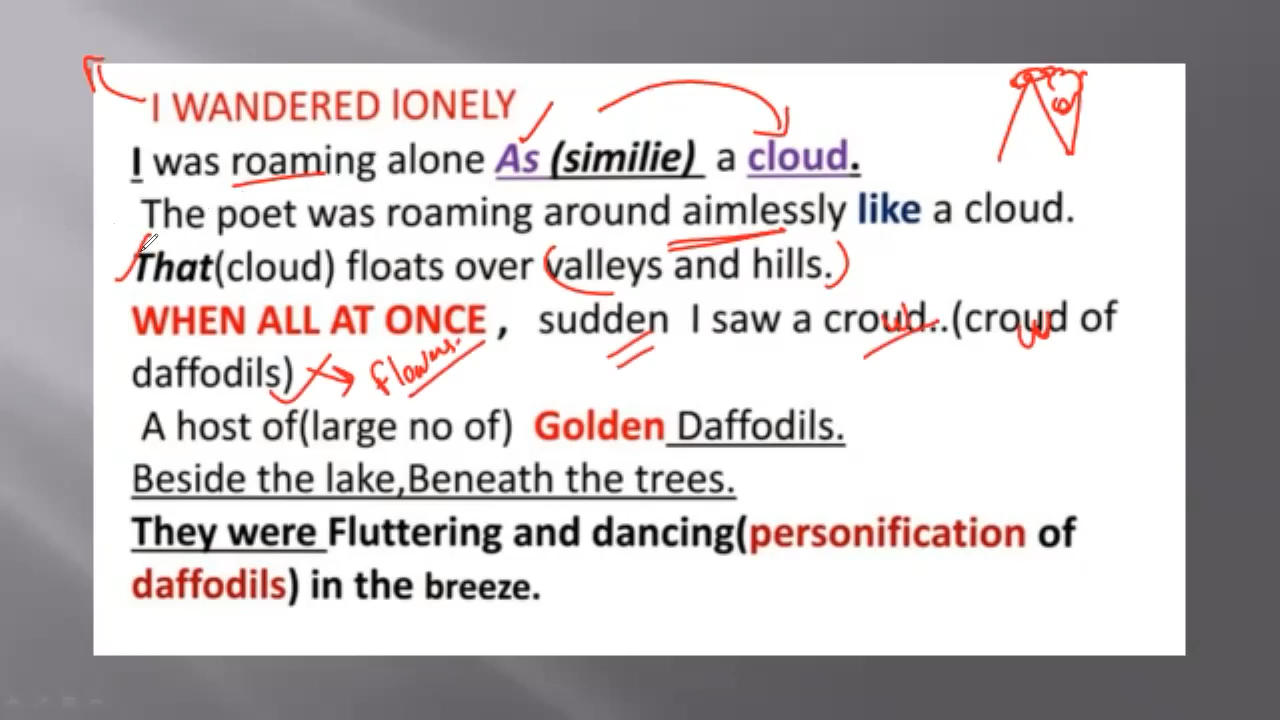 I WANDERED lONELY
I was roaming alone As (similie) a cloud.
The poet was roaming around aimlessly like a cloud.
That(cloud) floats over valleys and hills.
WHEN ALL AT ONCE , sudden I saw a croud..(croud of
daffodils) flowers.
A host of(large no of) Golden Daffodils.
Beside the lake,Beneath the trees.
They were Fluttering and dancing(personification of
daffodils) in the breeze.